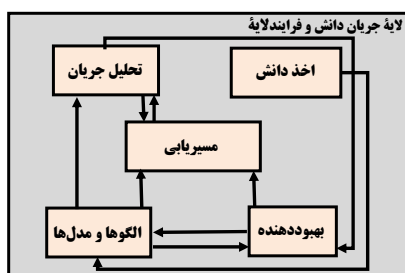 لایهٔ جریان دانش و فرایندلایهٔ
اخذ دانش
تحلیل جریان
مسیریابی
بهبوددهنده
الگوها و مدل‌ها